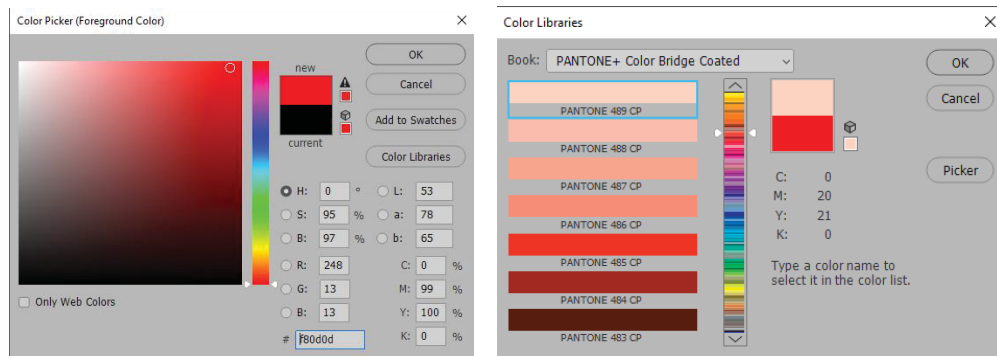 Color Picker (Foreground Color)
new
current
OK
Cancel
Add to Swatches
Color Libraries
H: 0 °
S: 95 %
B: 97 %
R: 248
G: 13
B: 13
# f80d0d
L: 53
a: 78
b: 65
C: 0 %
M: 99 %
Y: 100 %
K: 0 %
Only Web Colors
Color Libraries
Book: PANTONE+ Color Bridge Coated
PANTONE 489 CP
PANTONE 488 CP
PANTONE 487 CP
PANTONE 486 CP
PANTONE 485 CP
PANTONE 484 CP
PANTONE 483 CP
OK
Cancel
Picker
C: 0
M: 20
Y: 21
K: 0
Type a color name to
select it in the color list.